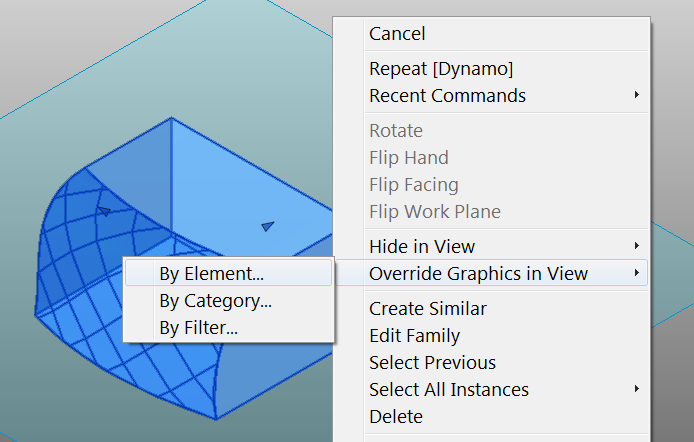 Cancel
Repeat [Dynamo]
Recent Commands
Rotate
Flip Hand
Flip Facing
Flip Work Plane
Hide in View
Override Graphics in View
By Element...
By Category...
By Filter...
Create Similar
Edit Family
Select Previous
Select All Instances
Delete